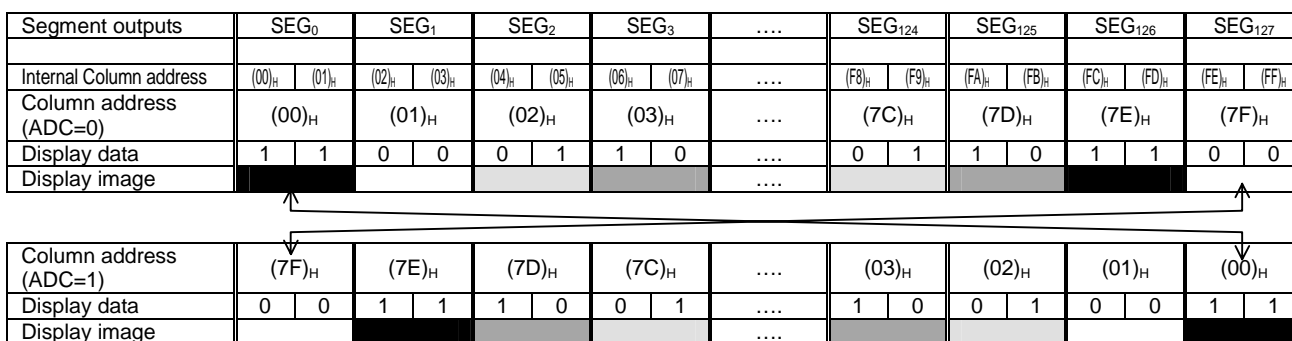 Segment outputs SEG₀ SEG₁ SEG₂ SEG₃ …. SEG₁₂₄ SEG₁₂₅ SEG₁₂₆ SEG₁₂₇
Internal Column address (00)H (01)H (02)H (03)H (04)H (05)H (06)H (07)H …. (F8)H (F9)H (FA)H (FB)H (FC)H (FD)H (FE)H (FF)H
Column address
(ADC=0) (00)H (01)H (02)H (03)H …. (7C)H (7D)H (7E)H (7F)H
Display data 1 1 0 0 0 1 1 0 …. 0 1 1 0 1 1 0 0
Display image ….
Column address
(ADC=1) (7F)H (7E)H (7D)H (7C)H …. (03)H (02)H (01)H (00)H
Display data 0 0 1 1 1 0 0 1 …. 1 0 0 1 0 0 1 1
Display image ….